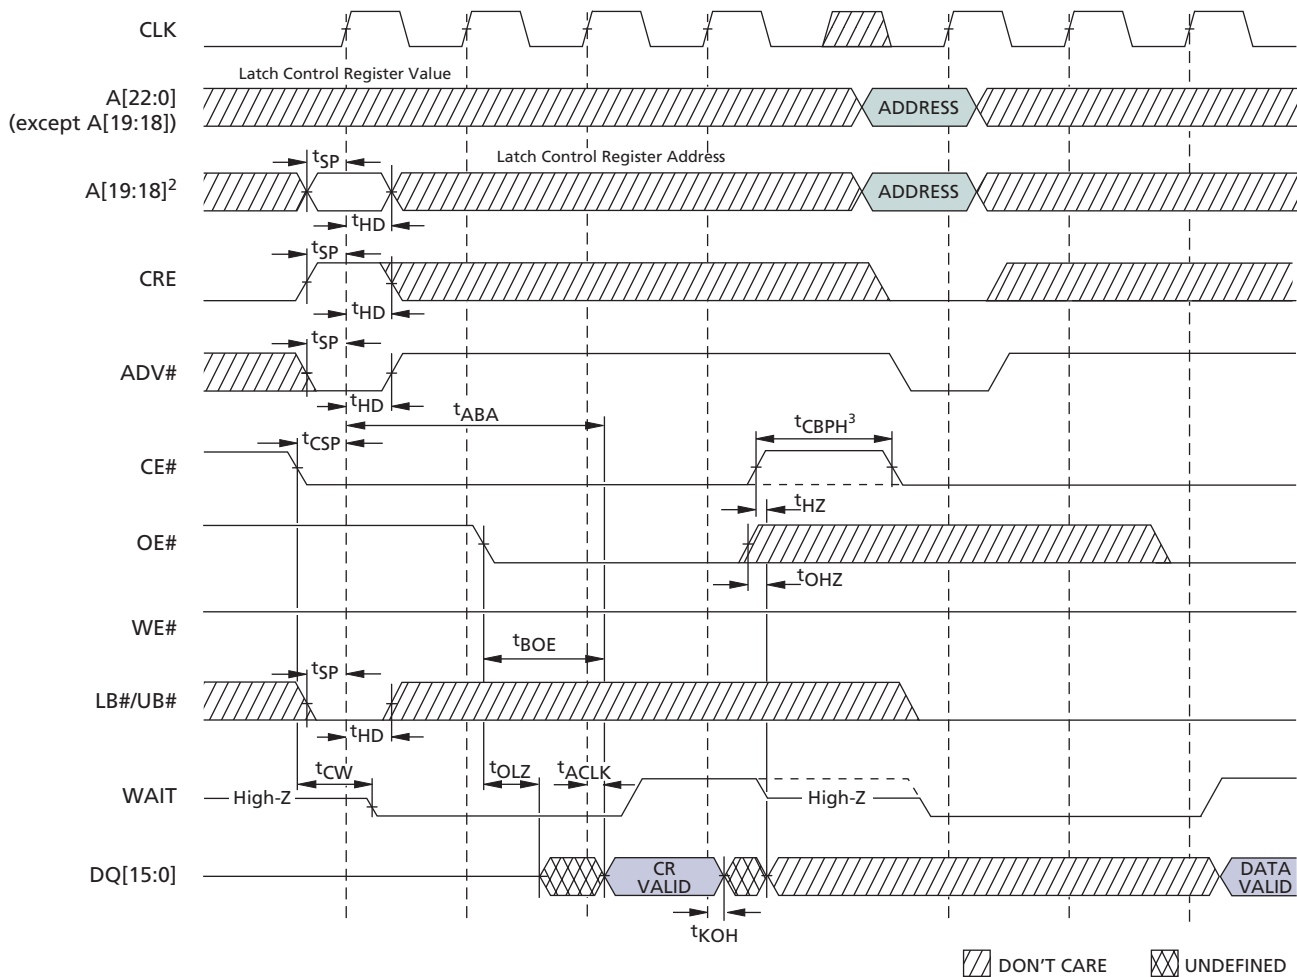 CLK
Latch Control Register Value
A[22:0]
(except A[19:18])
ADDRESS
tSP
Latch Control Register Address
A[19:18]2
ADDRESS
tHD
tSP
CRE
tHD
tSP
ADV#
tHD
tABA
tCBPH3
tCSP
CE#
tHZ
OE#
tOHZ
WE#
tBOE
tSP
LB#/UB#
tHD
tCW
tOLZ
tACLK
WAIT
High-Z
High-Z
DQ[15:0]
CR
VALID
DATA
VALID
tKOH
DON'T CARE
UNDEFINED